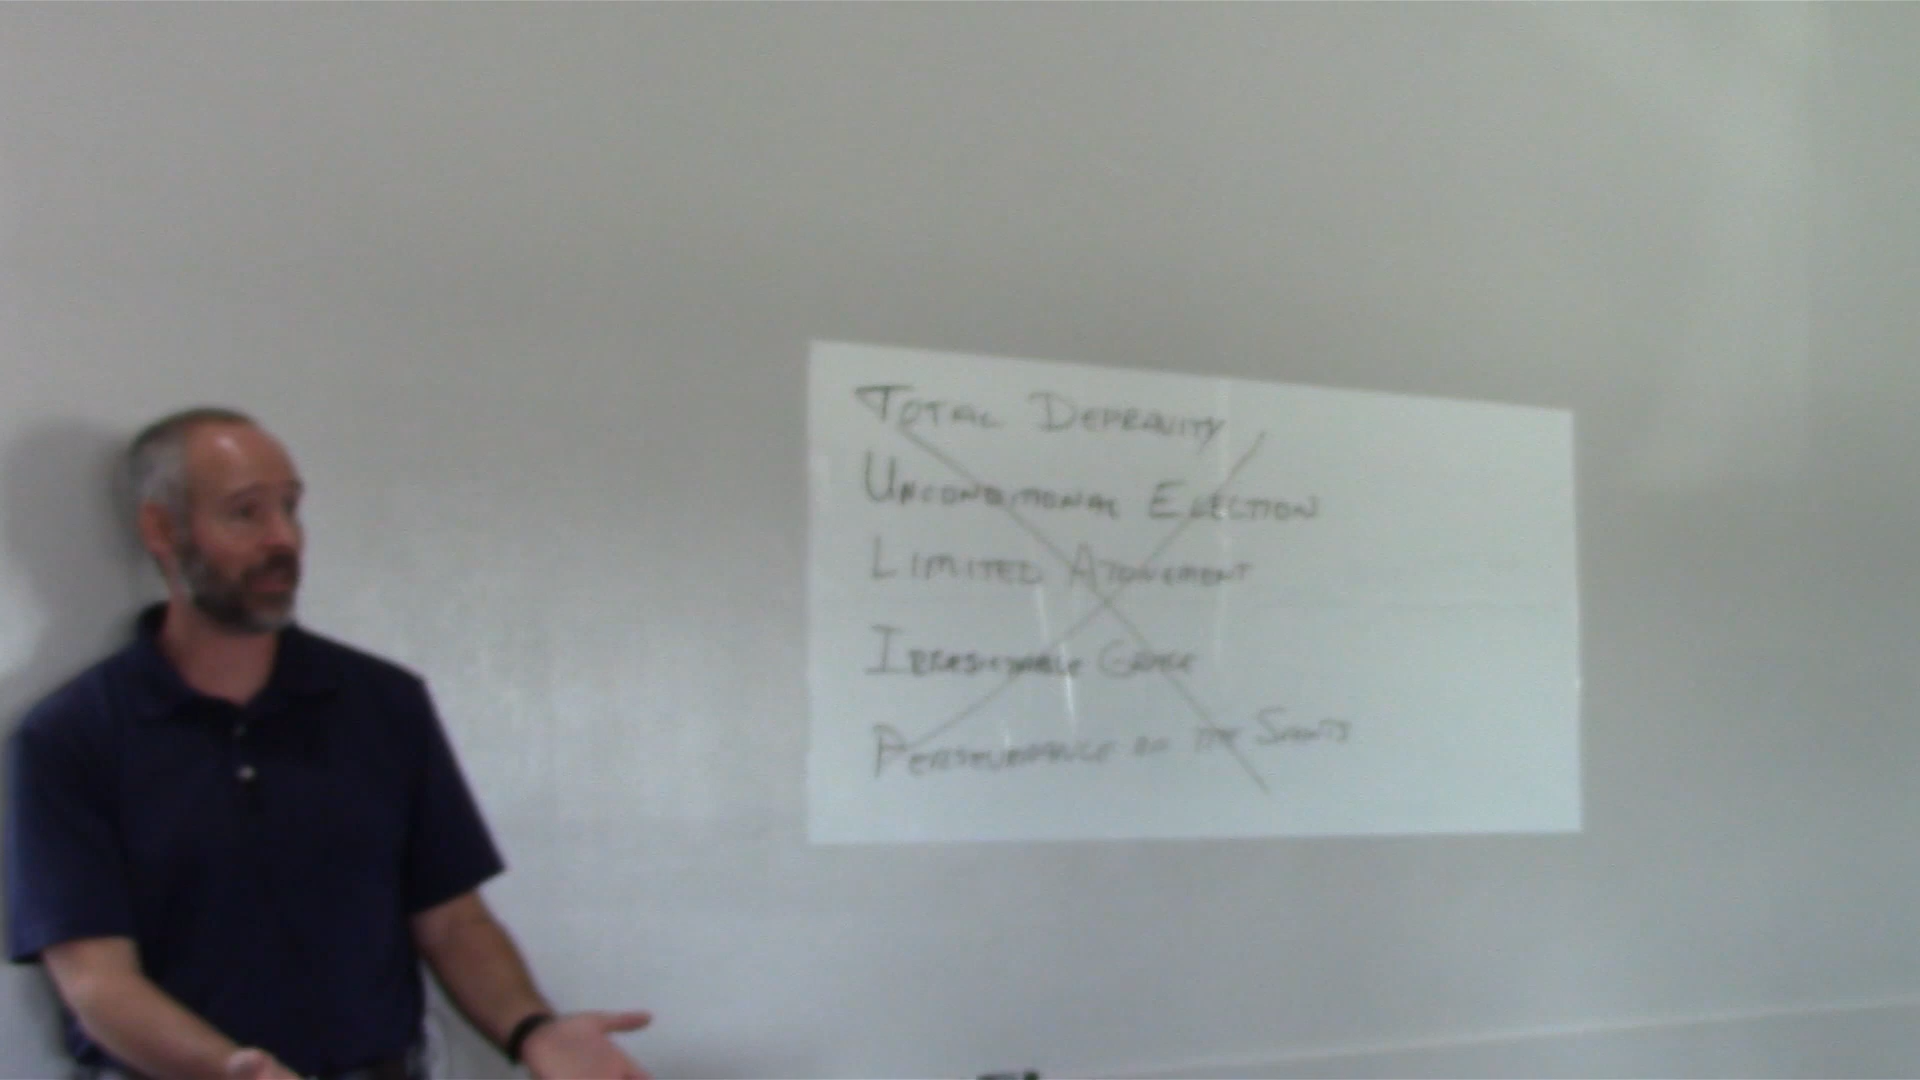 Total Depravity
Unconditional Election
Limited Atonement
Irresistable Grace
Perseverance of the Saints